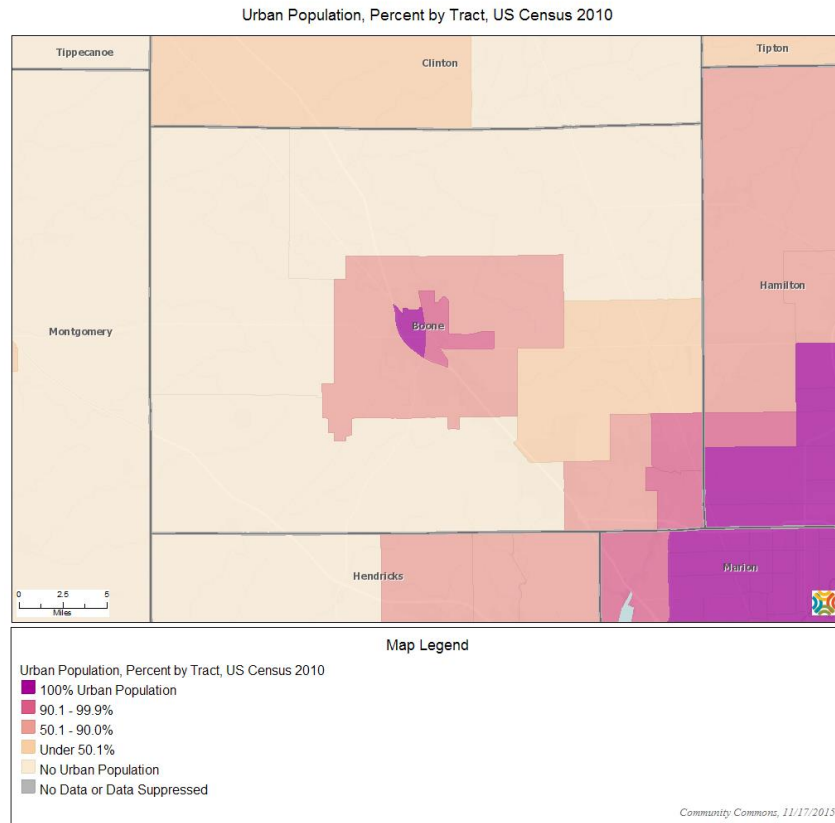 Urban Population, Percent by Tract, US Census 2010
Tippecanoe
Clinton
Tipton
Hamilton
Montgomery
Boone
Hendricks
Marion
0 2.5 5
Miles
Map Legend
Urban Population, Percent by Tract, US Census 2010
100% Urban Population
90.1 - 99.9%
50.1 - 90.0%
Under 50.1%
No Urban Population
No Data or Data Suppressed
Community Commons, 11/17/2015